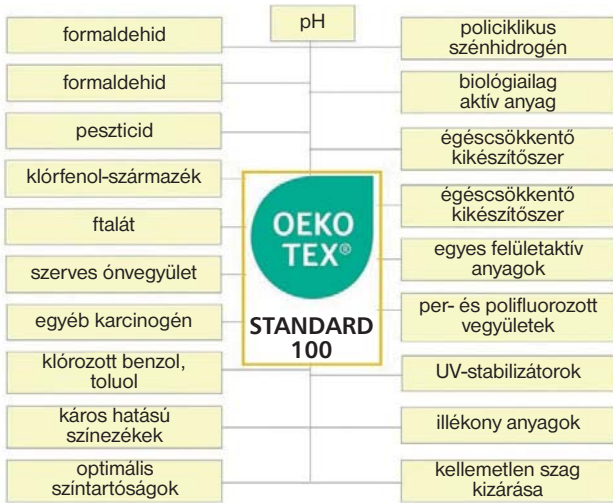 pH
formaldehid
formaldehid
peszticid
klórfenol-származék
ftalát
szerves ónvegyület
egyéb karcinogén
klórozott benzol,
toluol
káros hatású
színezékek
optimális
színtartóságok
OEKO
TEX®
STANDARD
100
policiklikus
szénhidrogén
biológiailag
aktív anyag
égéscsökkentő
kikészítőszer
égéscsökkentő
kikészítőszer
egyes felületaktív
anyagok
per- és polifluorozott
vegyületek
UV-stabilizátorok
illékony anyagok
kellemetlen szag
kizárása